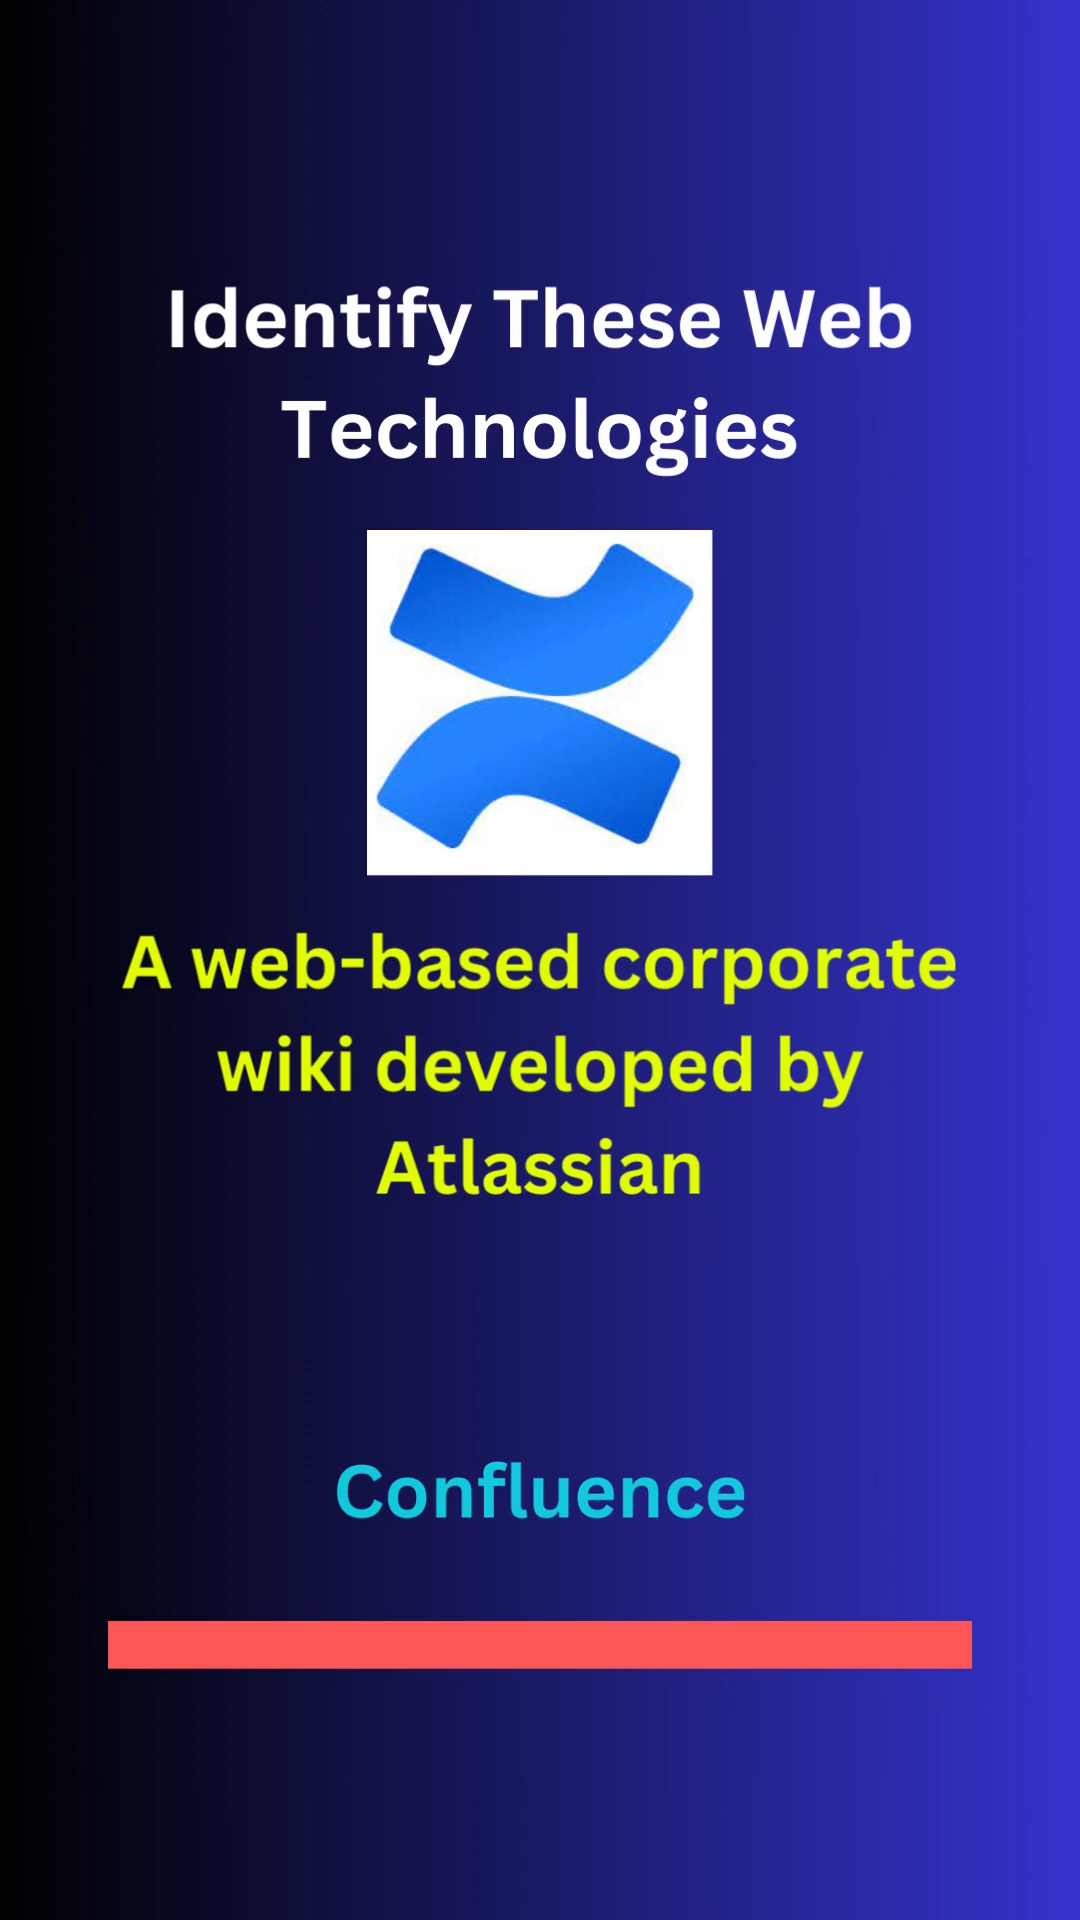 Identify These Web
Technologies
A web-based corporate
wiki developed by
Atlassian
Confluence